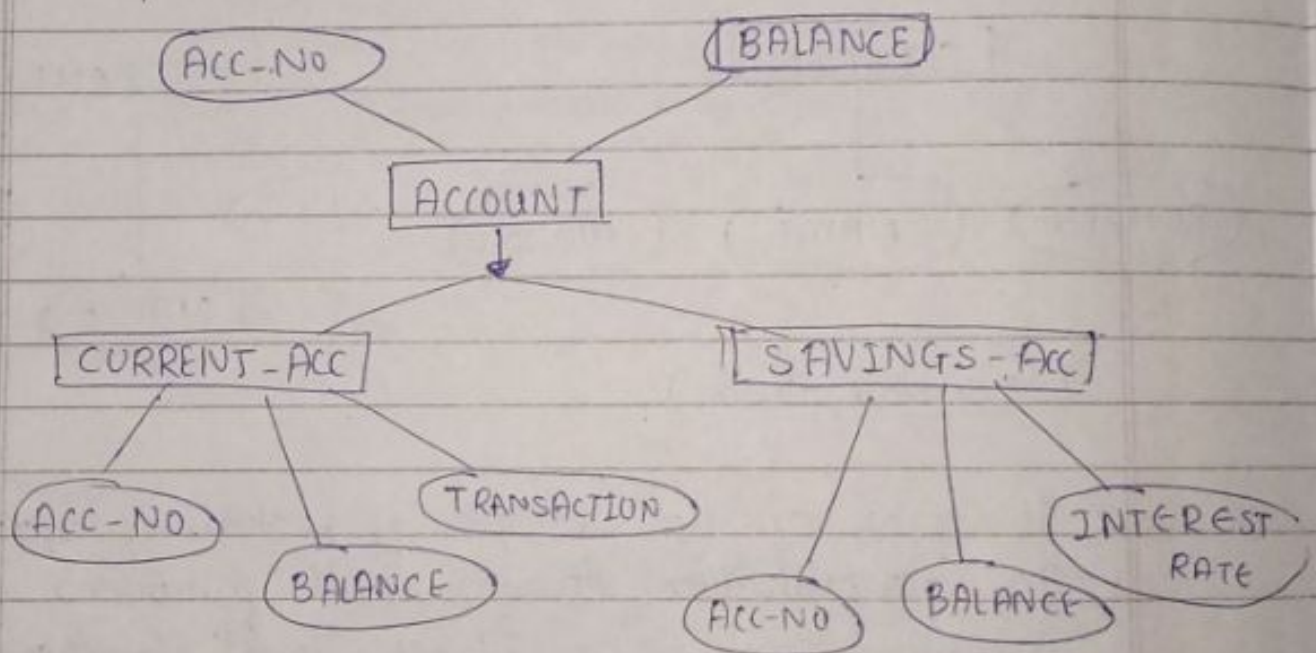 ACC-NO
BALANCE
ACCOUNT
CURRENT-ACC
SAVINGS-ACC
ACC-NO
BALANCE
TRANSACTION
ACC-NO
BALANCE
INTEREST
RATE